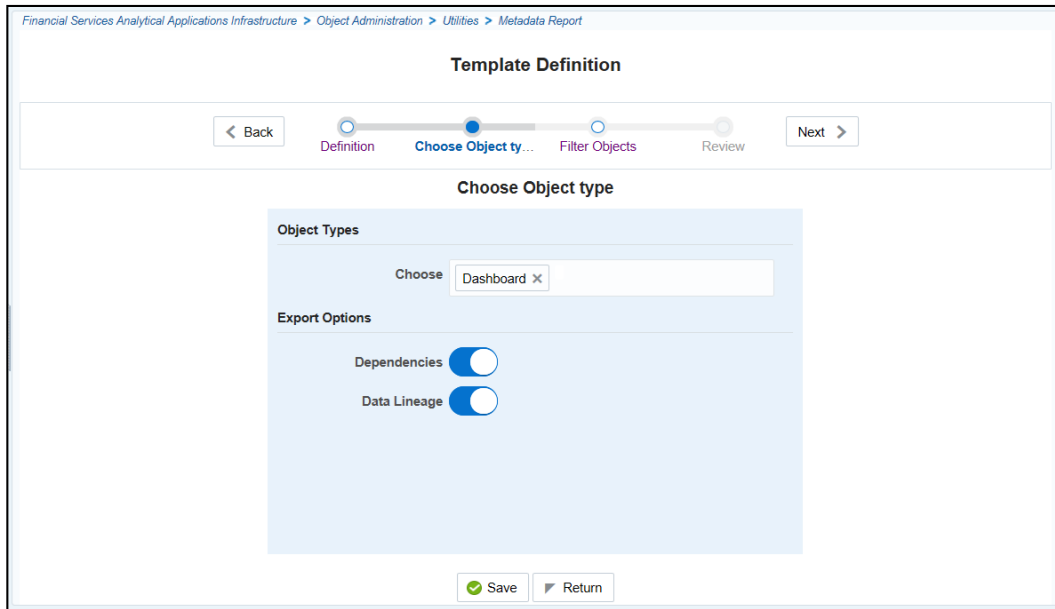 Financial Services Analytical Applications Infrastructure > Object Administration > Utilities > Metadata Report
Template Definition
Back
Definition
Choose Object ty...
Filter Objects
Review
Next
Choose Object type
Object Types
Choose
Dashboard
Export Options
Dependencies
Data Lineage
Save
Return